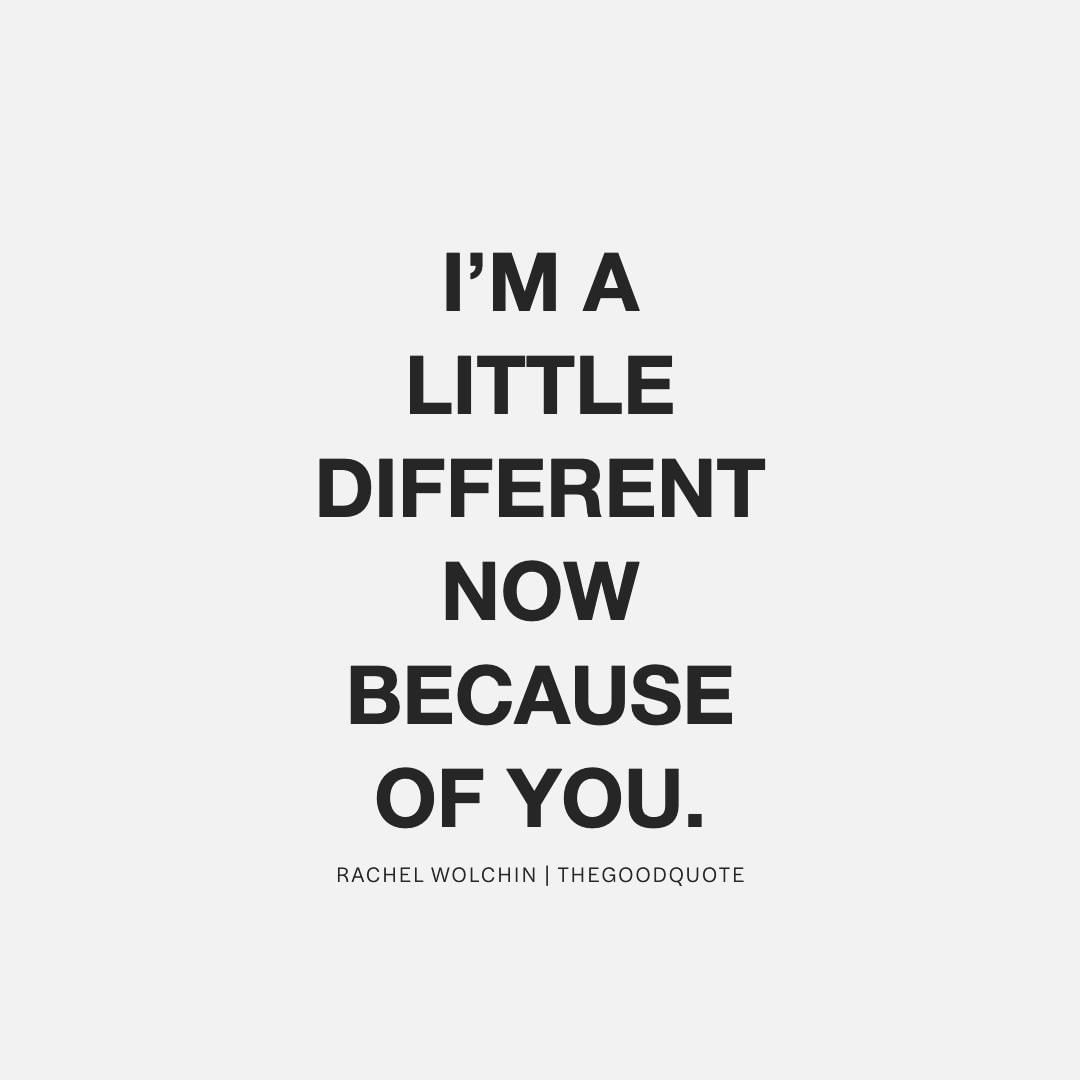 I’M A
LITTLE
DIFFERENT
NOW
BECAUSE
OF YOU.
RACHEL WOLCHIN | THEGOODQUOTE